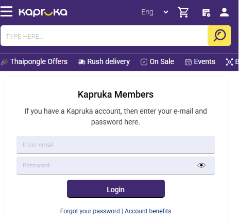 Kapruka
Eng
TYPE HERE...
Thaipongle Offers
Rush delivery
On Sale
Events
Kapruka Members
If you have a Kapruka account, then enter your e-mail and
password here.
Enter email
Password
Login
Forgot your password | Account benefits